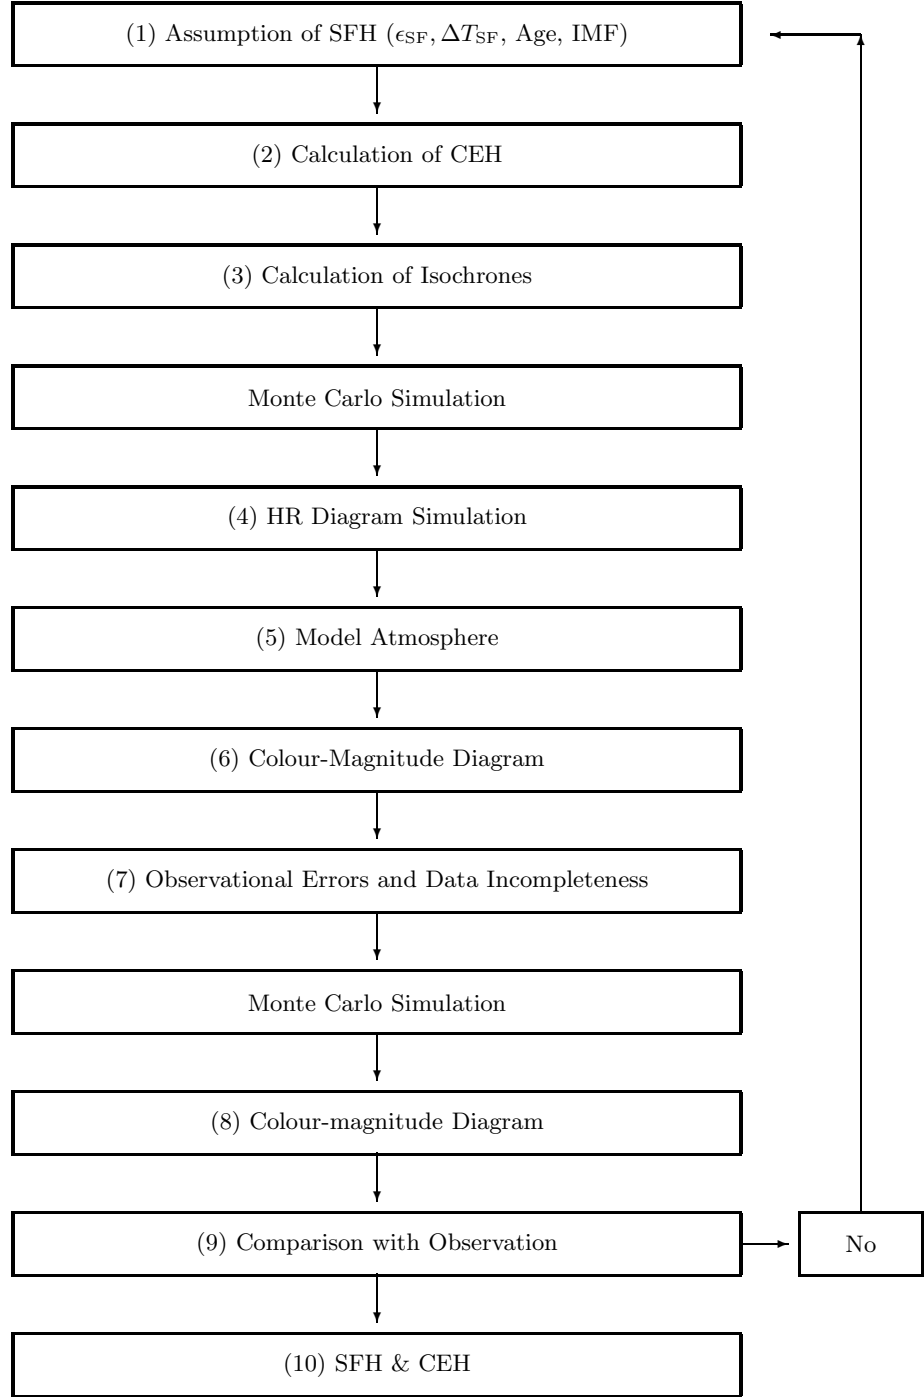 (1) Assumption of SFH (ϵ_SF, ΔT_SF, Age, IMF)
(2) Calculation of CEH
(3) Calculation of Isochrones
Monte Carlo Simulation
(4) HR Diagram Simulation
(5) Model Atmosphere
(6) Colour-Magnitude Diagram
(7) Observational Errors and Data Incompleteness
Monte Carlo Simulation
(8) Colour-magnitude Diagram
(9) Comparison with Observation
No
(10) SFH & CEH